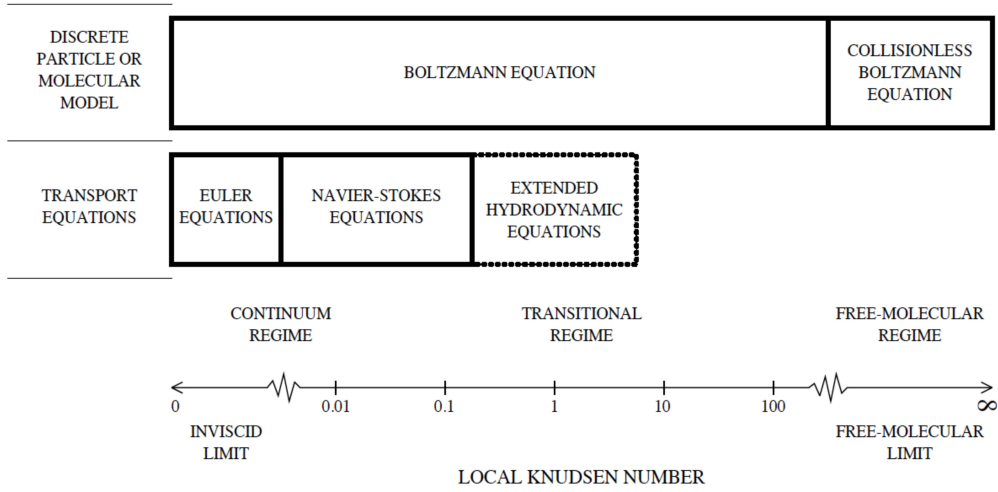 DISCRETE
PARTICLE OR
MOLECULAR
MODEL
BOLTZMANN EQUATION
COLLISIONLESS
BOLTZMANN
EQUATION
TRANSPORT
EQUATIONS
EULER
EQUATIONS
NAVIER-STOKES
EQUATIONS
EXTENDED
HYDRODYNAMIC
EQUATIONS
CONTINUUM
REGIME
TRANSITIONAL
REGIME
FREE-MOLECULAR
REGIME
0 0.01 0.1 1 10 100 ∞
INVISCID
LIMIT
FREE-MOLECULAR
LIMIT
LOCAL KNUDSEN NUMBER